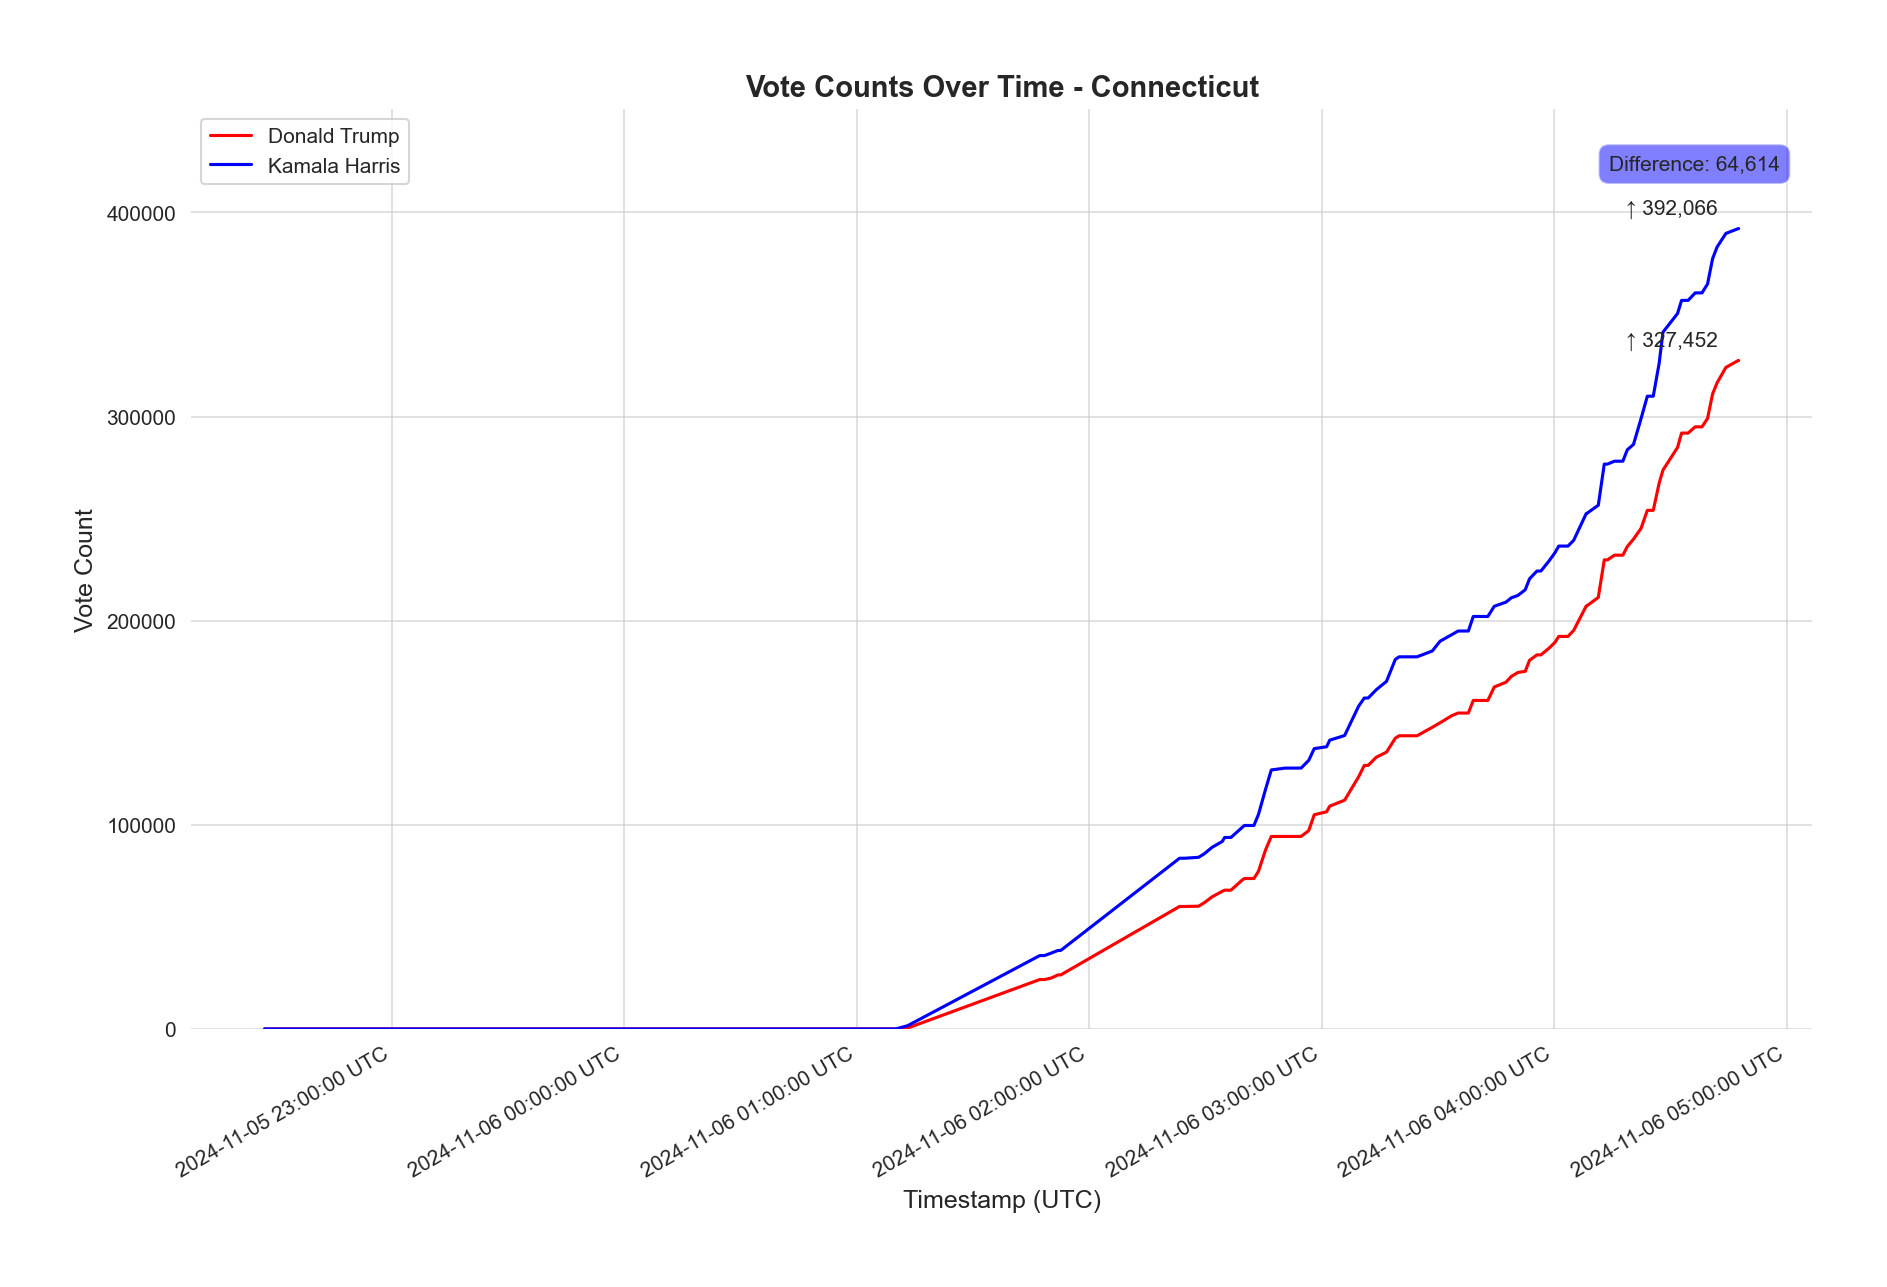 Vote Counts Over Time - Connecticut
Donald Trump
Kamala Harris
Difference: 64,614
↑ 392,066
↑ 327,452
Vote Count
400000
300000
200000
100000
0
2024-11-05 23:00:00 UTC
2024-11-06 00:00:00 UTC
2024-11-06 01:00:00 UTC
2024-11-06 02:00:00 UTC
2024-11-06 03:00:00 UTC
2024-11-06 04:00:00 UTC
2024-11-06 05:00:00 UTC
Timestamp (UTC)